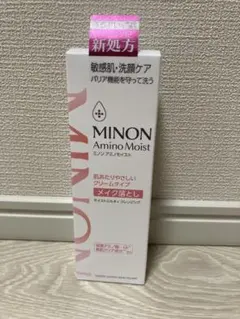 新処方
敏感肌・洗顔ケア
バリア機能を守って洗う
MINON
Amino Moist
ミノン アミノモイスト
肌あたりやさしい
クリームタイプ
メイク落とし
MINON